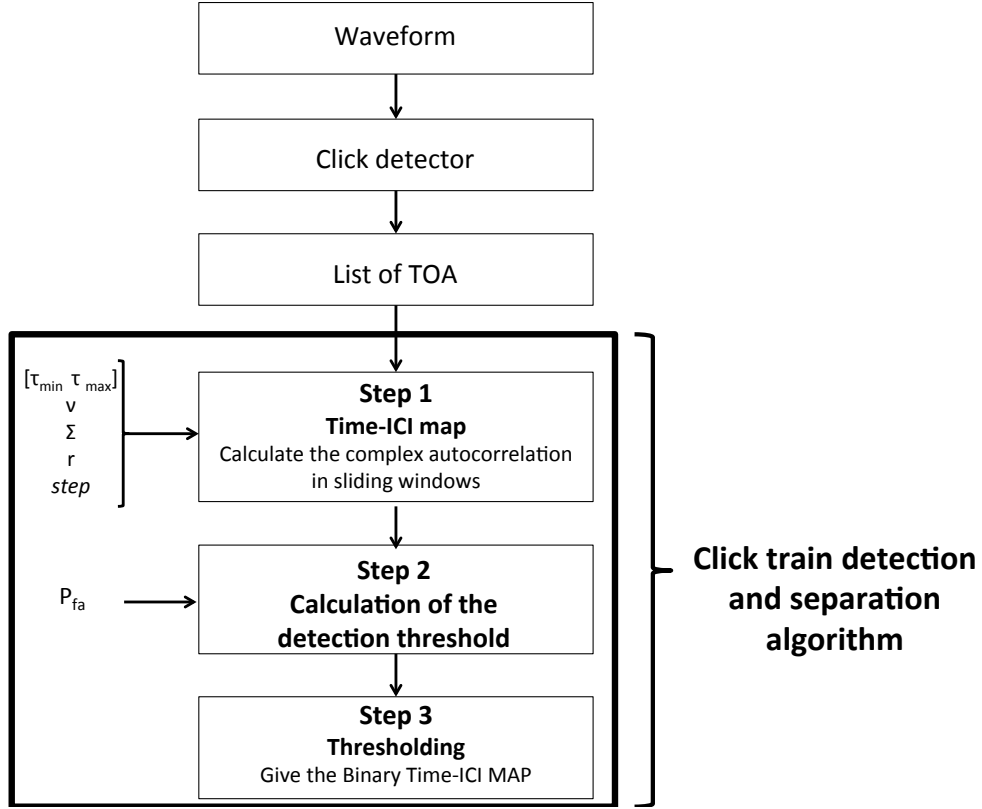 Waveform
Click detector
List of TOA
[τmin τ max]
ν
Σ
r
step
Step 1
Time-ICI map
Calculate the complex autocorrelation
in sliding windows
Pfa
Step 2
Calculation of the
detection threshold
Step 3
Thresholding
Give the Binary Time-ICI MAP
Click train detection
and separation
algorithm